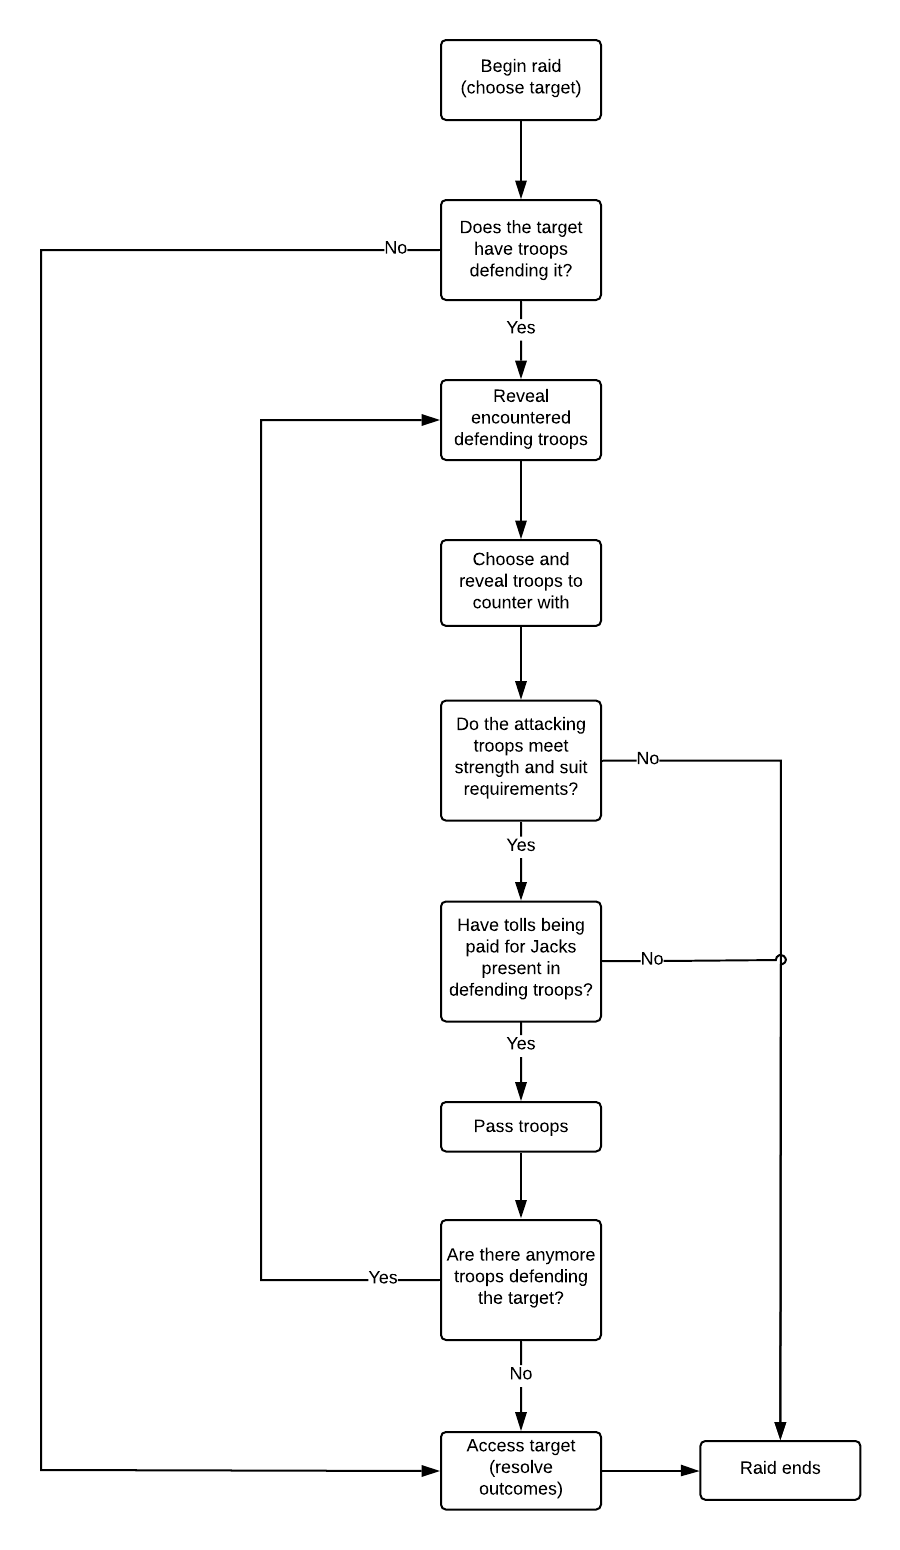 Begin raid
(choose target)
Does the target
have troops
defending it?
No
Yes
Reveal
encountered
defending troops
Choose and
reveal troops to
counter with
Do the attacking
troops meet
strength and suit
requirements?
No
Yes
Have tolls being
paid for Jacks
present in
defending troops?
No
Yes
Pass troops
Are there anymore
troops defending
the target?
Yes
No
Access target
(resolve
outcomes)
Raid ends